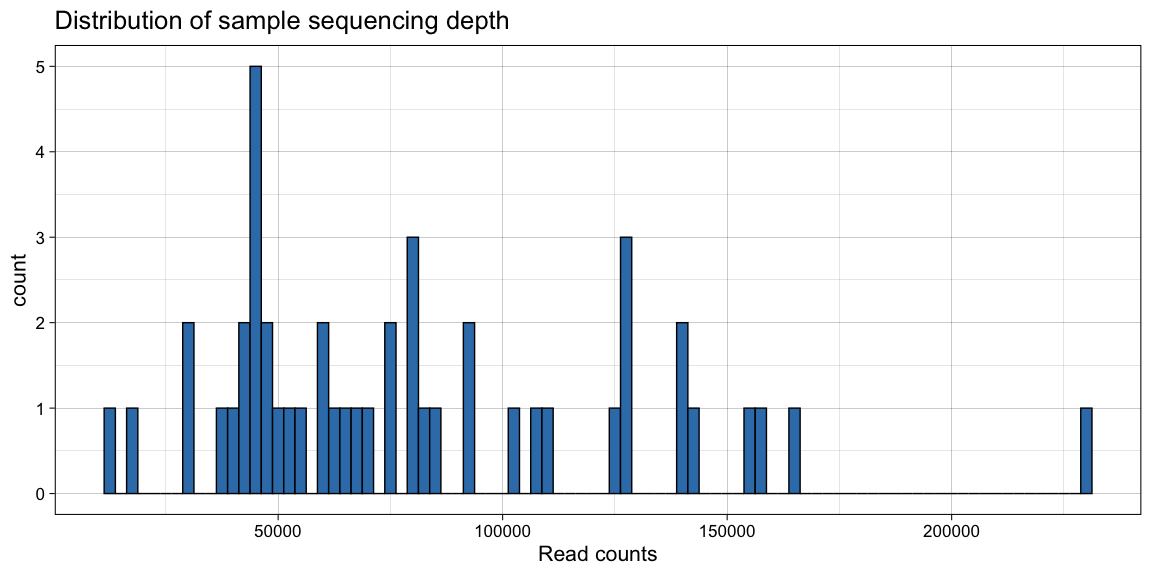 Distribution of sample sequencing depth
5
4
3
2
1
0
count
50000 100000 150000 200000
Read counts